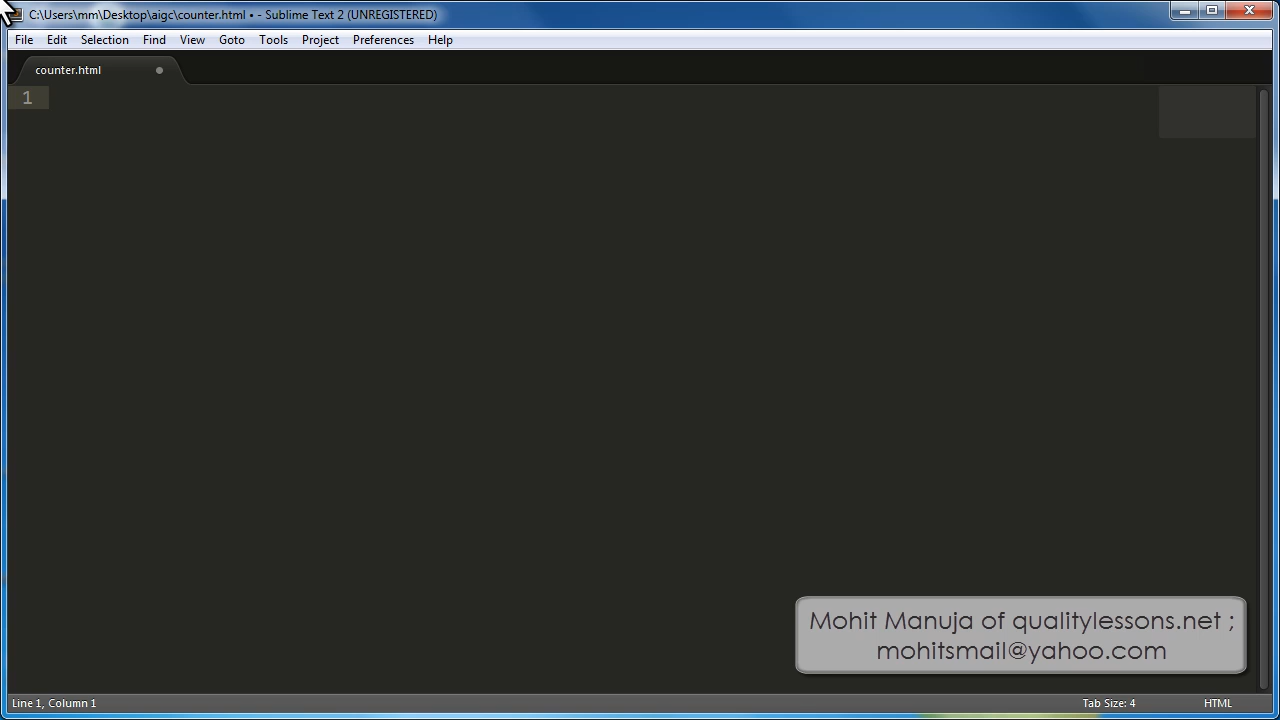 C:\Users\mm\Desktop\aigc\counter.html • - Sublime Text 2 (UNREGISTERED)
File Edit Selection Find View Goto Tools Project Preferences Help
counter.html
1
Mohit Manuja of qualitylessons.net ;
mohitsmail@yahoo.com
Line 1, Column 1 Tab Size: 4 HTML